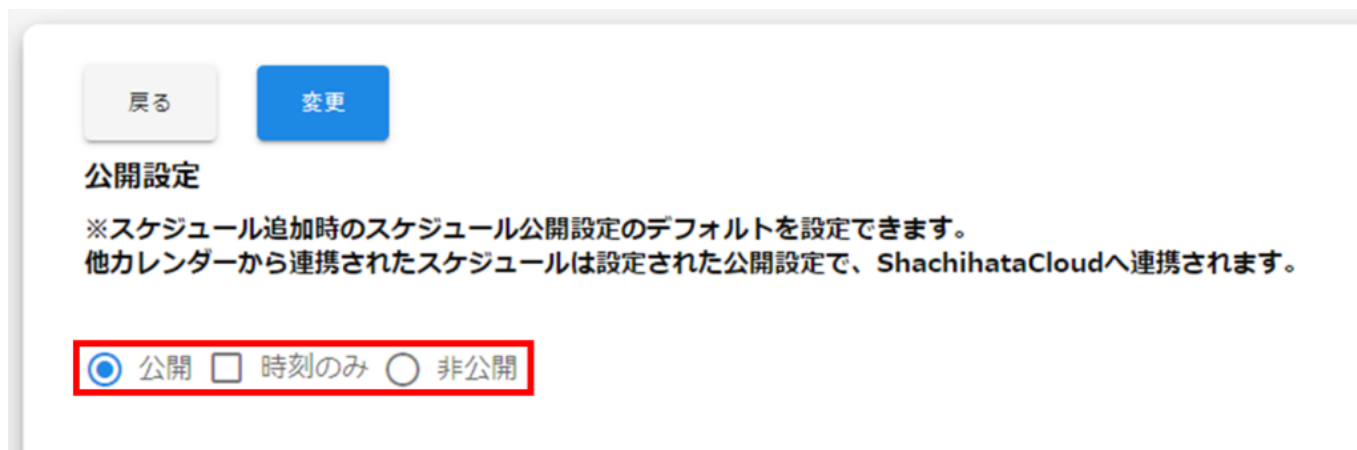 戻る 変更
公開設定
※スケジュール追加時のスケジュール公開設定のデフォルトを設定できます。
他カレンダーから連携されたスケジュールは設定された公開設定で、ShachihataCloudへ連携されます。
公開 時刻のみ 非公開